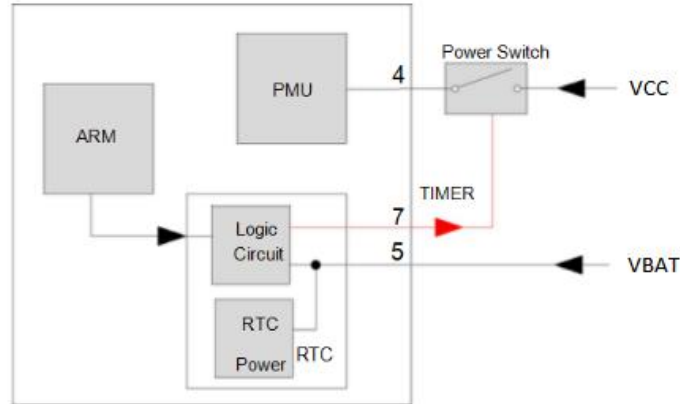 Power Switch
4
PMU
VCC
ARM
TIMER
7
Logic
Circuit
5
VBAT
RTC
Power
RTC